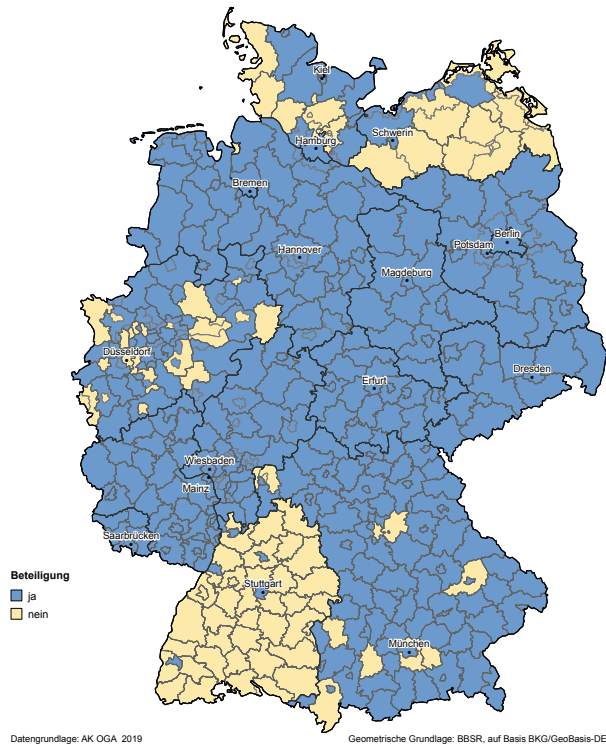 Kiel
Schwerin
Hamburg
Bremen
Berlin
Potsdam
Hannover
Magdeburg
Düsseldorf
Dresden
Erfurt
Wiesbaden
Mainz
Saarbrücken
Stuttgart
München
Beteiligung
ja
nein
Datengrundlage: AK OGA 2019
Geometrische Grundlage: BBSR, auf Basis BKG/GeoBasis-DE